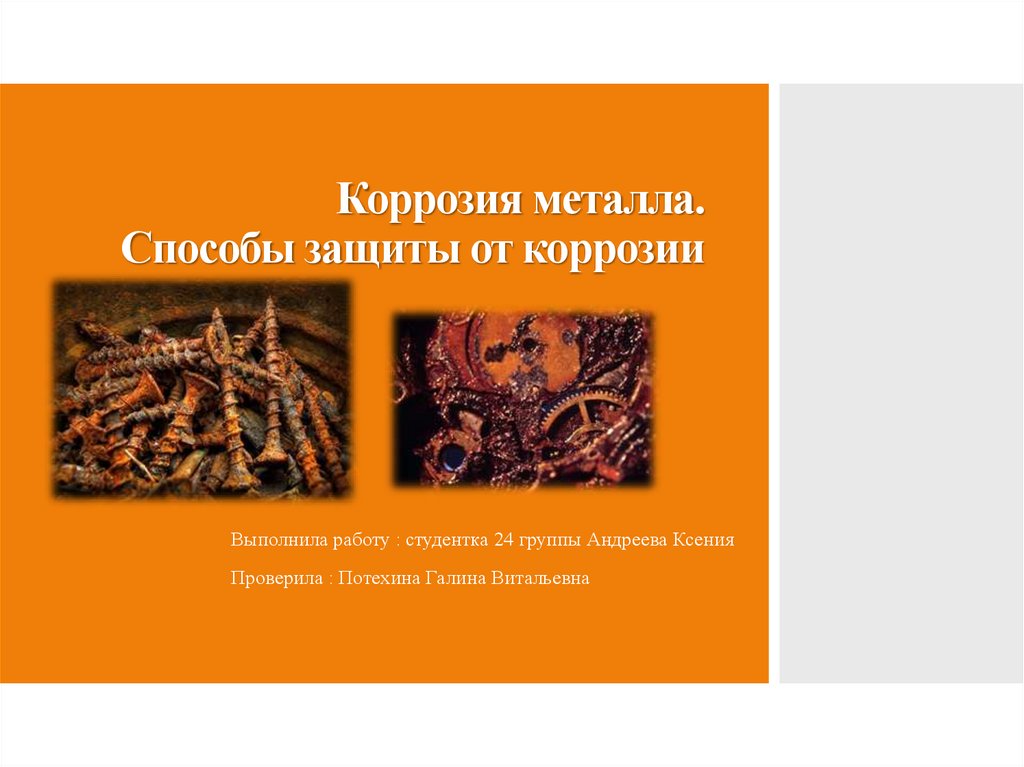 Коррозия металла.
Способы защиты от коррозии
Выполнила работу : студентка 24 группы Андреева Ксения
Проверила : Потехина Галина Витальевна